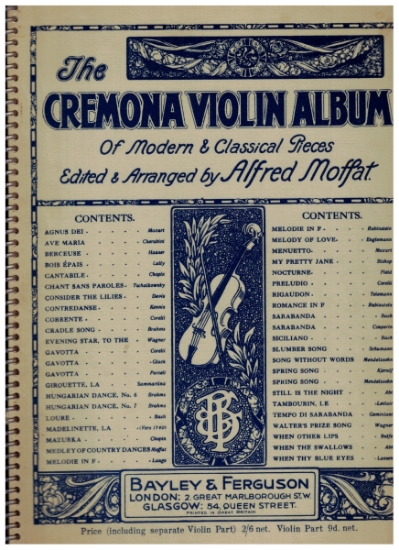 The
CREMONA VIOLIN ALBUM
Of Modern & Classical Pieces
Edited & Arranged by Alfred Moffat.
CONTENTS.
AGNUS DEI - Mozart
AVE MARIA - Cherubini
BERCEUSE - Hauser
BOIS ÉPAIS - Lully
CANTABILE - Chopin
CHANT SANS PAROLES - Tschaikowsky
CONSIDER THE LILIES - Davis
CONTREDANSE -
CORRENTE - Corelli
CRADLE SONG - Brahms
EVENING STAR, TO THE Wagner
GAVOTTA - Corelli
GAVOTTA - Gluck
GAVOTTA -
GIROUETTE, LA Sammartino
HUNGARIAN DANCE, No. 6 Brahms
HUNGARIAN DANCE, No. 7 Brahms
LOURE - Bach
MADELINETTE, LA - (Vers 1740)
MAZURKA - Chopin
MEDLEY OF COUNTRY DANCES Moffat
MELODIE IN F - Lange
CONTENTS.
MELODIE IN F - Rubinstein
MELODY OF LOVE - Englemann
MENUETTO - Mozart
MY PRETTY JANE - Bishop
NOCTURNE - Field
PRELUDIO - Corelli
RIGAUDON - Telemann
ROMANCE IN F - Rubinstein
SARABANDA - Bach
SARABANDA - Couperin
SICILIANO - Bach
SLUMBER SONG - Schumann
SONG WITHOUT WORDS - Mendelssohn
SPRING SONG -
SPRING SONG - Mendelssohn
STILL IS THE NIGHT - Abt
TAMBOURIN, LE - Leclair
TEMPO DI SARABANDA - Geminiani
WALTER'S PRIZE SONG - Wagner
WHEN OTHER LIPS - Balfe
WHEN THE SWALLOWS - Abt
WHEN THY BLUE EYES - Lassen
BAYLEY & FERGUSON
LONDON: 2, GREAT MARLBOROUGH ST. W.
GLASGOW: 54, QUEEN STREET.
PRINTED IN GREAT BRITAIN
Price (including separate Violin Part) 2/6 net. Violin Part 9d. net.